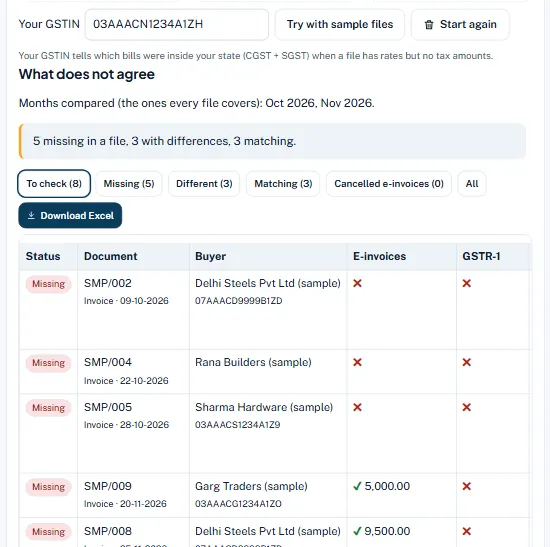 Your GSTIN 03AAACN1234A1ZH Try with sample files Start again
Your GSTIN tells which bills were inside your state (CGST + SGST) when a file has rates but no tax amounts.
What does not agree
Months compared (the ones every file covers): Oct 2026, Nov 2026.
5 missing in a file, 3 with differences, 3 matching.
To check (8) Missing (5) Different (3) Matching (3) Cancelled e-invoices (0) All
Download Excel
Status Document Buyer E-invoices GSTR-1
Missing SMP/002 Delhi Steels Pvt Ltd (sample) ✕ ✕
Invoice · 09-10-2026 07AAACD9999B1ZD
Missing SMP/004 Rana Builders (sample) ✕ ✕
Invoice · 22-10-2026
Missing SMP/005 Sharma Hardware (sample) ✕ ✕
Invoice · 28-10-2026 03AAACS1234A1Z9
Missing SMP/009 Garg Traders (sample) ✓ 5,000.00 ✕
Invoice · 20-11-2026 03AAACG1234A1ZO
Missing SMP/008 Delhi Steels Pvt Ltd (sample) ✓ 9,500.00 ✕